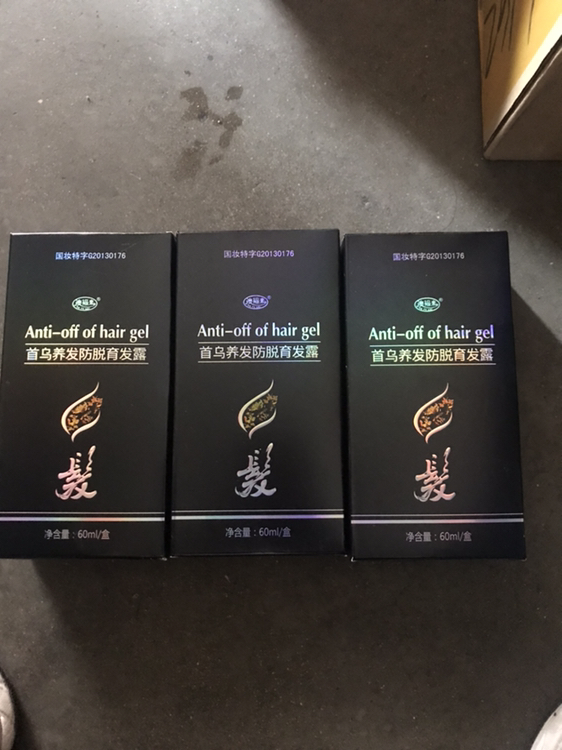 国妆特字G20130176
Anti-off of hair gel
首乌养发防脱育发露
髮
净含量：60ml/盒
国妆特字G20130176
Anti-off of hair gel
首乌养发防脱育发露
髮
净含量：60ml/盒
国妆特字G20130176
Anti-off of hair gel
首乌养发防脱育发露
髮
净含量：60ml/盒